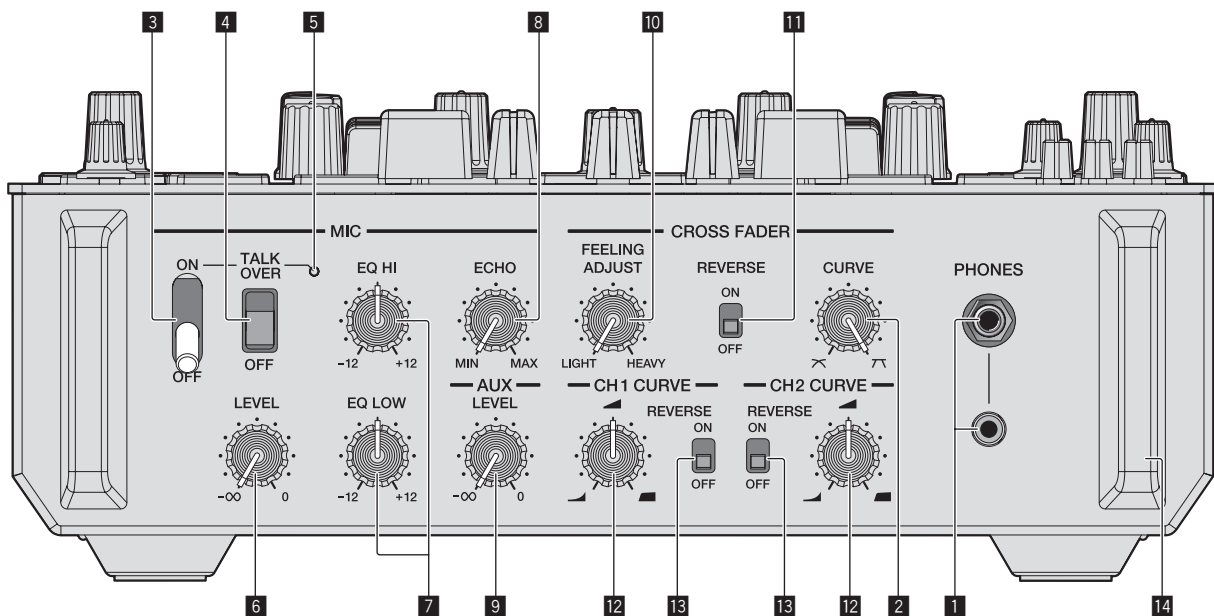 3 4 5 8 10 11
MIC CROSS FADER
ON TALK OVER EQ HI ECHO FEELING ADJUST REVERSE CURVE PHONES
ON
OFF OFF -12 +12 MIN MAX LIGHT HEAVY OFF
AUX CH1 CURVE CH2 CURVE
LEVEL EQ LOW LEVEL REVERSE REVERSE
ON ON
-∞ 0 -12 +12 -∞ 0 OFF OFF
6 7 9 12 13 13 12 2 1 14